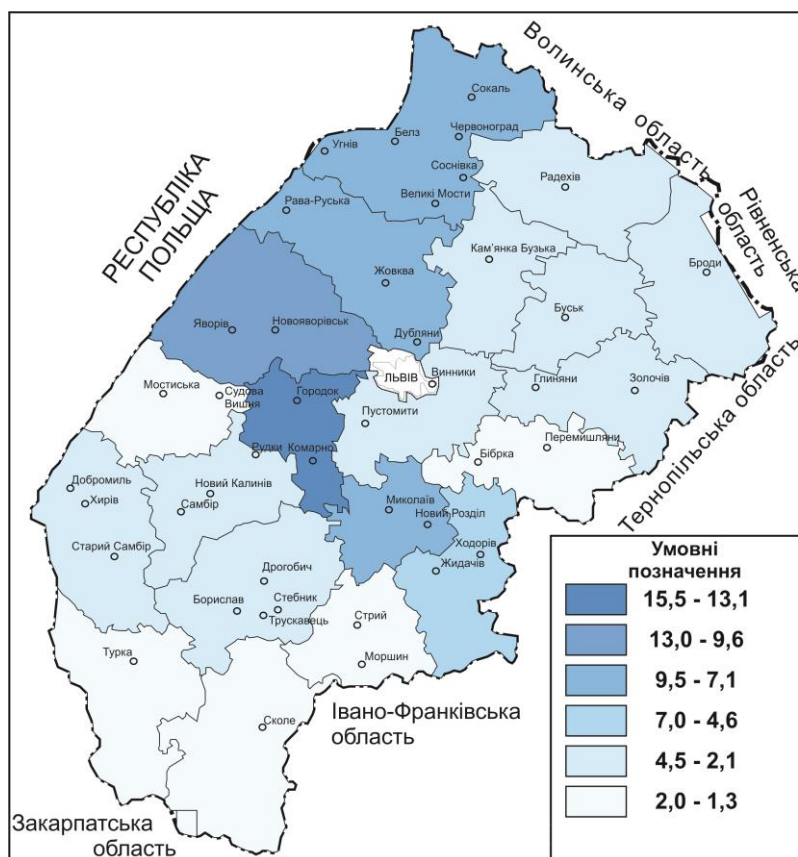 Волинська область
Рівненська
область
РЕСПУБЛІКА
ПОЛЬЩА
Сокаль
Белз
Червоноград
Угнів
Соснівка
Радехів
Рава-Руська
Великі Мости
Кам’янка Бузька
Жовква
Броди
Буськ
Яворів
Новояворівськ
Дубляни
ЛЬВІВ
Винники
Мостиська
Судова
Вишня
Городок
Глиняни
Золочів
Пустомити
Тернопільська область
Рудки
Комарно
Перемишляни
Бібрка
Добромиль
Хирів
Новий Калинів
Самбір
Миколаїв
Новий Розділ
Старий Самбір
Ходорів
Жидачів
Дрогобич
Борислав
Стебник
Трускавець
Стрий
Турка
Моршин
Сколе
Івано-Франківська
область
Закарпатська
область
Умовні
позначення
15,5 - 13,1
13,0 - 9,6
9,5 - 7,1
7,0 - 4,6
4,5 - 2,1
2,0 - 1,3